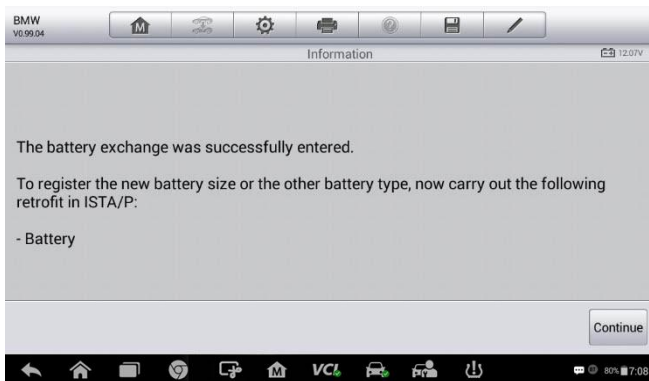 BMW
V0.99.04
M
Information
12.07V
The battery exchange was successfully entered.
To register the new battery size or the other battery type, now carry out the following
retrofit in ISTA/P:
- Battery
Continue
M
VCI
80%
7:08